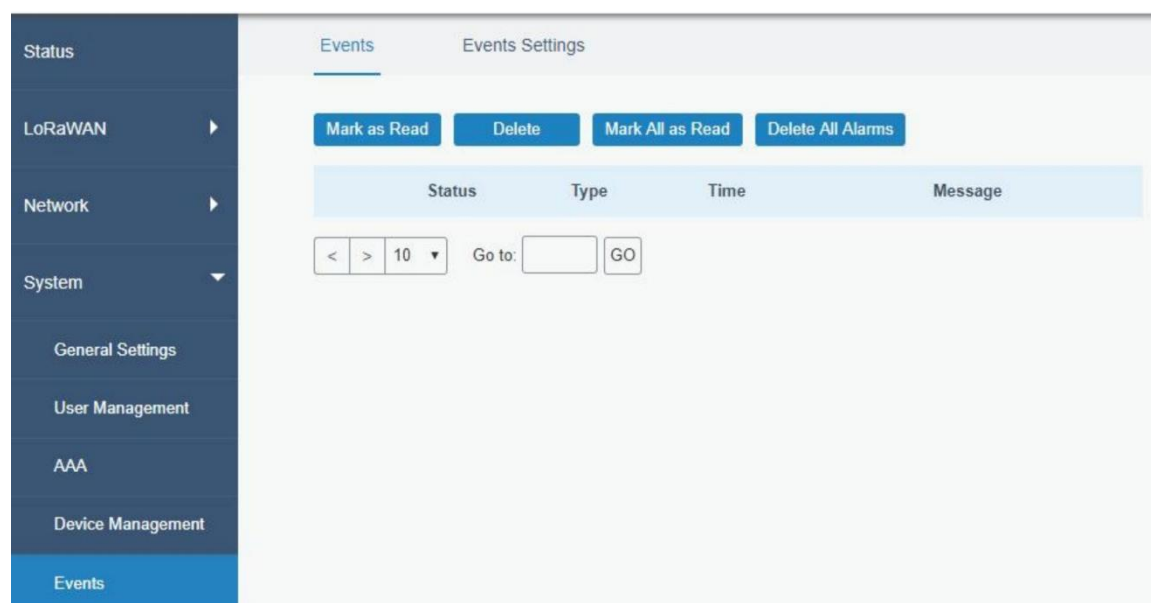 Status
LoRaWAN
Network
System
General Settings
User Management
AAA
Device Management
Events
Events Events Settings
Mark as Read Delete Mark All as Read Delete All Alarms
Status Type Time Message
< > 10 Go to: GO